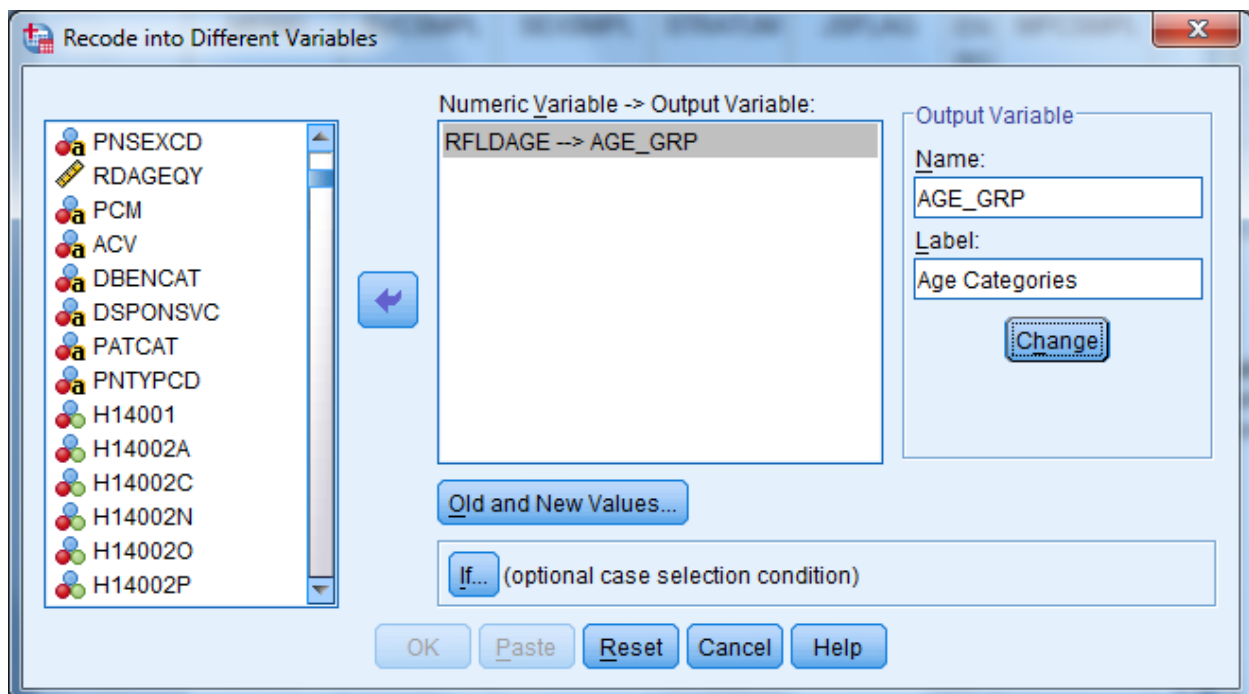 Recode into Different Variables
PNSEXCD
RDAGEQY
PCM
ACV
DBENCAT
DSPONSVC
PATCAT
PNTYPCD
H14001
H14002A
H14002C
H14002N
H14002O
H14002P
Numeric Variable -> Output Variable:
RFLDAGE --> AGE_GRP
Output Variable
Name:
AGE_GRP
Label:
Age Categories
Change
Old and New Values...
If... (optional case selection condition)
OK Paste Reset Cancel Help